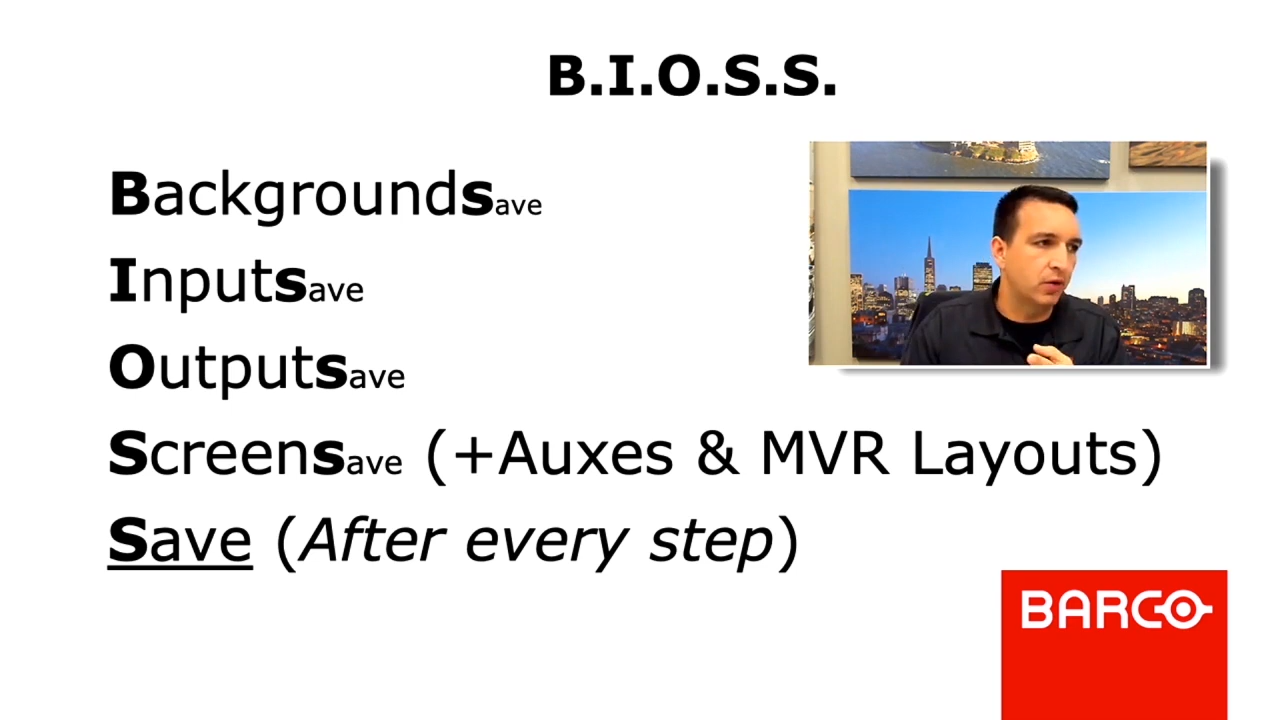 B.I.O.S.S.
Backgroundsave
Inputsave
Outputsave
Screensave (+Auxes & MVR Layouts)
Save (After every step)
BARCO